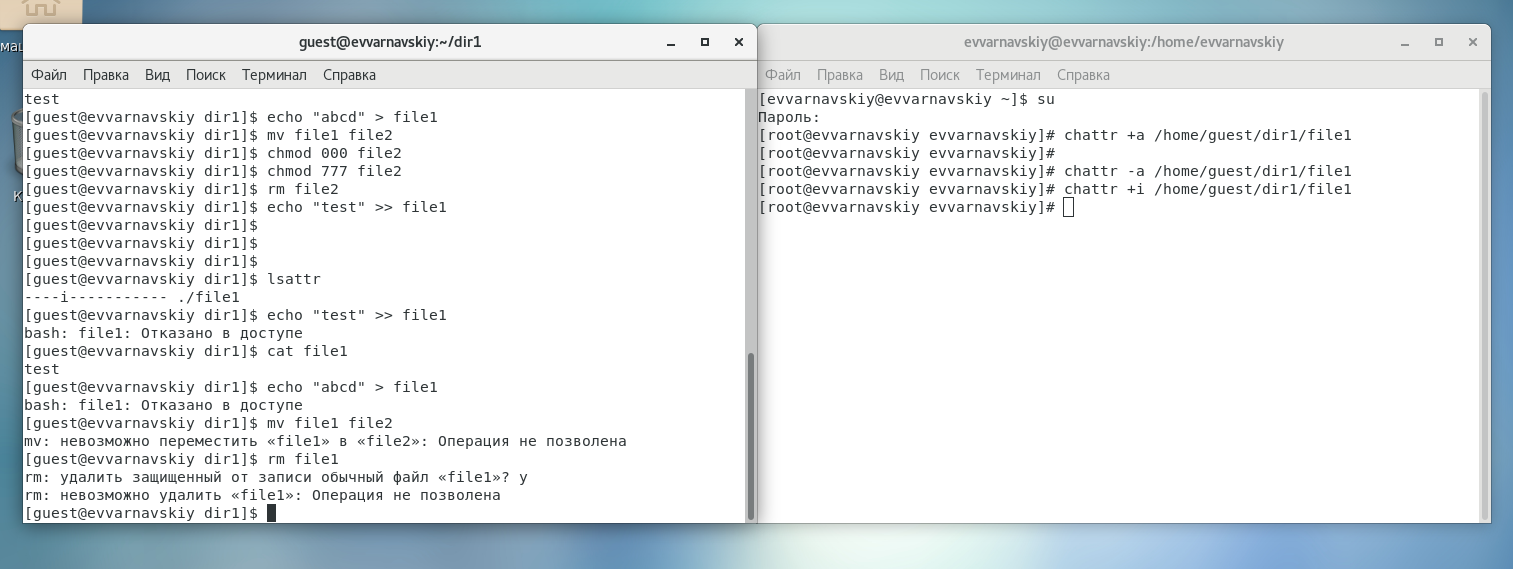 guest@evvarnavskiy:~/dir1
Файл Правка Вид Поиск Терминал Справка
test
[guest@evvarnavskiy dir1]$ echo "abcd" > file1
[guest@evvarnavskiy dir1]$ mv file1 file2
[guest@evvarnavskiy dir1]$ chmod 000 file2
[guest@evvarnavskiy dir1]$ chmod 777 file2
[guest@evvarnavskiy dir1]$ rm file2
[guest@evvarnavskiy dir1]$ echo "test" >> file1
[guest@evvarnavskiy dir1]$
[guest@evvarnavskiy dir1]$
[guest@evvarnavskiy dir1]$
[guest@evvarnavskiy dir1]$ lsattr
----i----------- ./file1
[guest@evvarnavskiy dir1]$ echo "test" >> file1
bash: file1: Отказано в доступе
[guest@evvarnavskiy dir1]$ cat file1
test
[guest@evvarnavskiy dir1]$ echo "abcd" > file1
bash: file1: Отказано в доступе
[guest@evvarnavskiy dir1]$ mv file1 file2
mv: невозможно переместить «file1» в «file2»: Операция не позволена
[guest@evvarnavskiy dir1]$ rm file1
rm: удалить защищенный от записи обычный файл «file1»? y
rm: невозможно удалить «file1»: Операция не позволена
[guest@evvarnavskiy dir1]$
evvarnavskiy@evvarnavskiy:/home/evvarnavskiy
Файл Правка Вид Поиск Терминал Справка
[evvarnavskiy@evvarnavskiy ~]$ su
Пароль:
[root@evvarnavskiy evvarnavskiy]# chattr +a /home/guest/dir1/file1
[root@evvarnavskiy evvarnavskiy]#
[root@evvarnavskiy evvarnavskiy]# chattr -a /home/guest/dir1/file1
[root@evvarnavskiy evvarnavskiy]# chattr +i /home/guest/dir1/file1
[root@evvarnavskiy evvarnavskiy]#